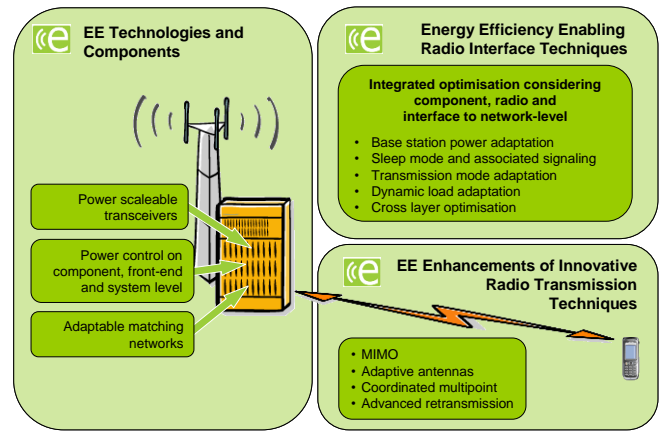 EE Technologies and
Components
Power scaleable
transceivers
Power control on
component, front-end
and system level
Adaptable matching
networks
Energy Efficiency Enabling
Radio Interface Techniques
Integrated optimisation considering
component, radio and
interface to network-level
• Base station power adaptation
• Sleep mode and associated signaling
• Transmission mode adaptation
• Dynamic load adaptation
• Cross layer optimisation
EE Enhancements of Innovative
Radio Transmission
Techniques
• MIMO
• Adaptive antennas
• Coordinated multipoint
• Advanced retransmission